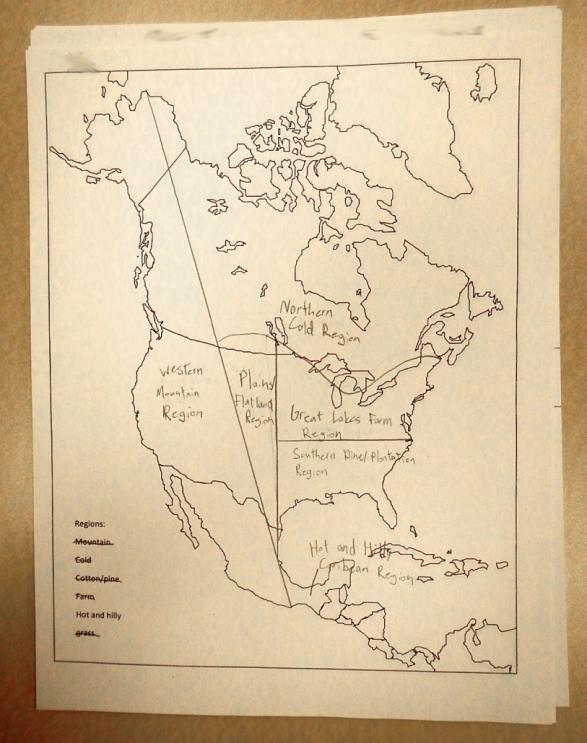 Northern
Cold Region
Western
Mountain
Region
Plains/
Flatland
Region
Great Lakes Farm
Region
Southern Pine/Plantation
Region
Hot and Hilly
Caribean Region
Regions:
Mountain
Cold
Cotton/pine
Farm
Hot and hilly
grass